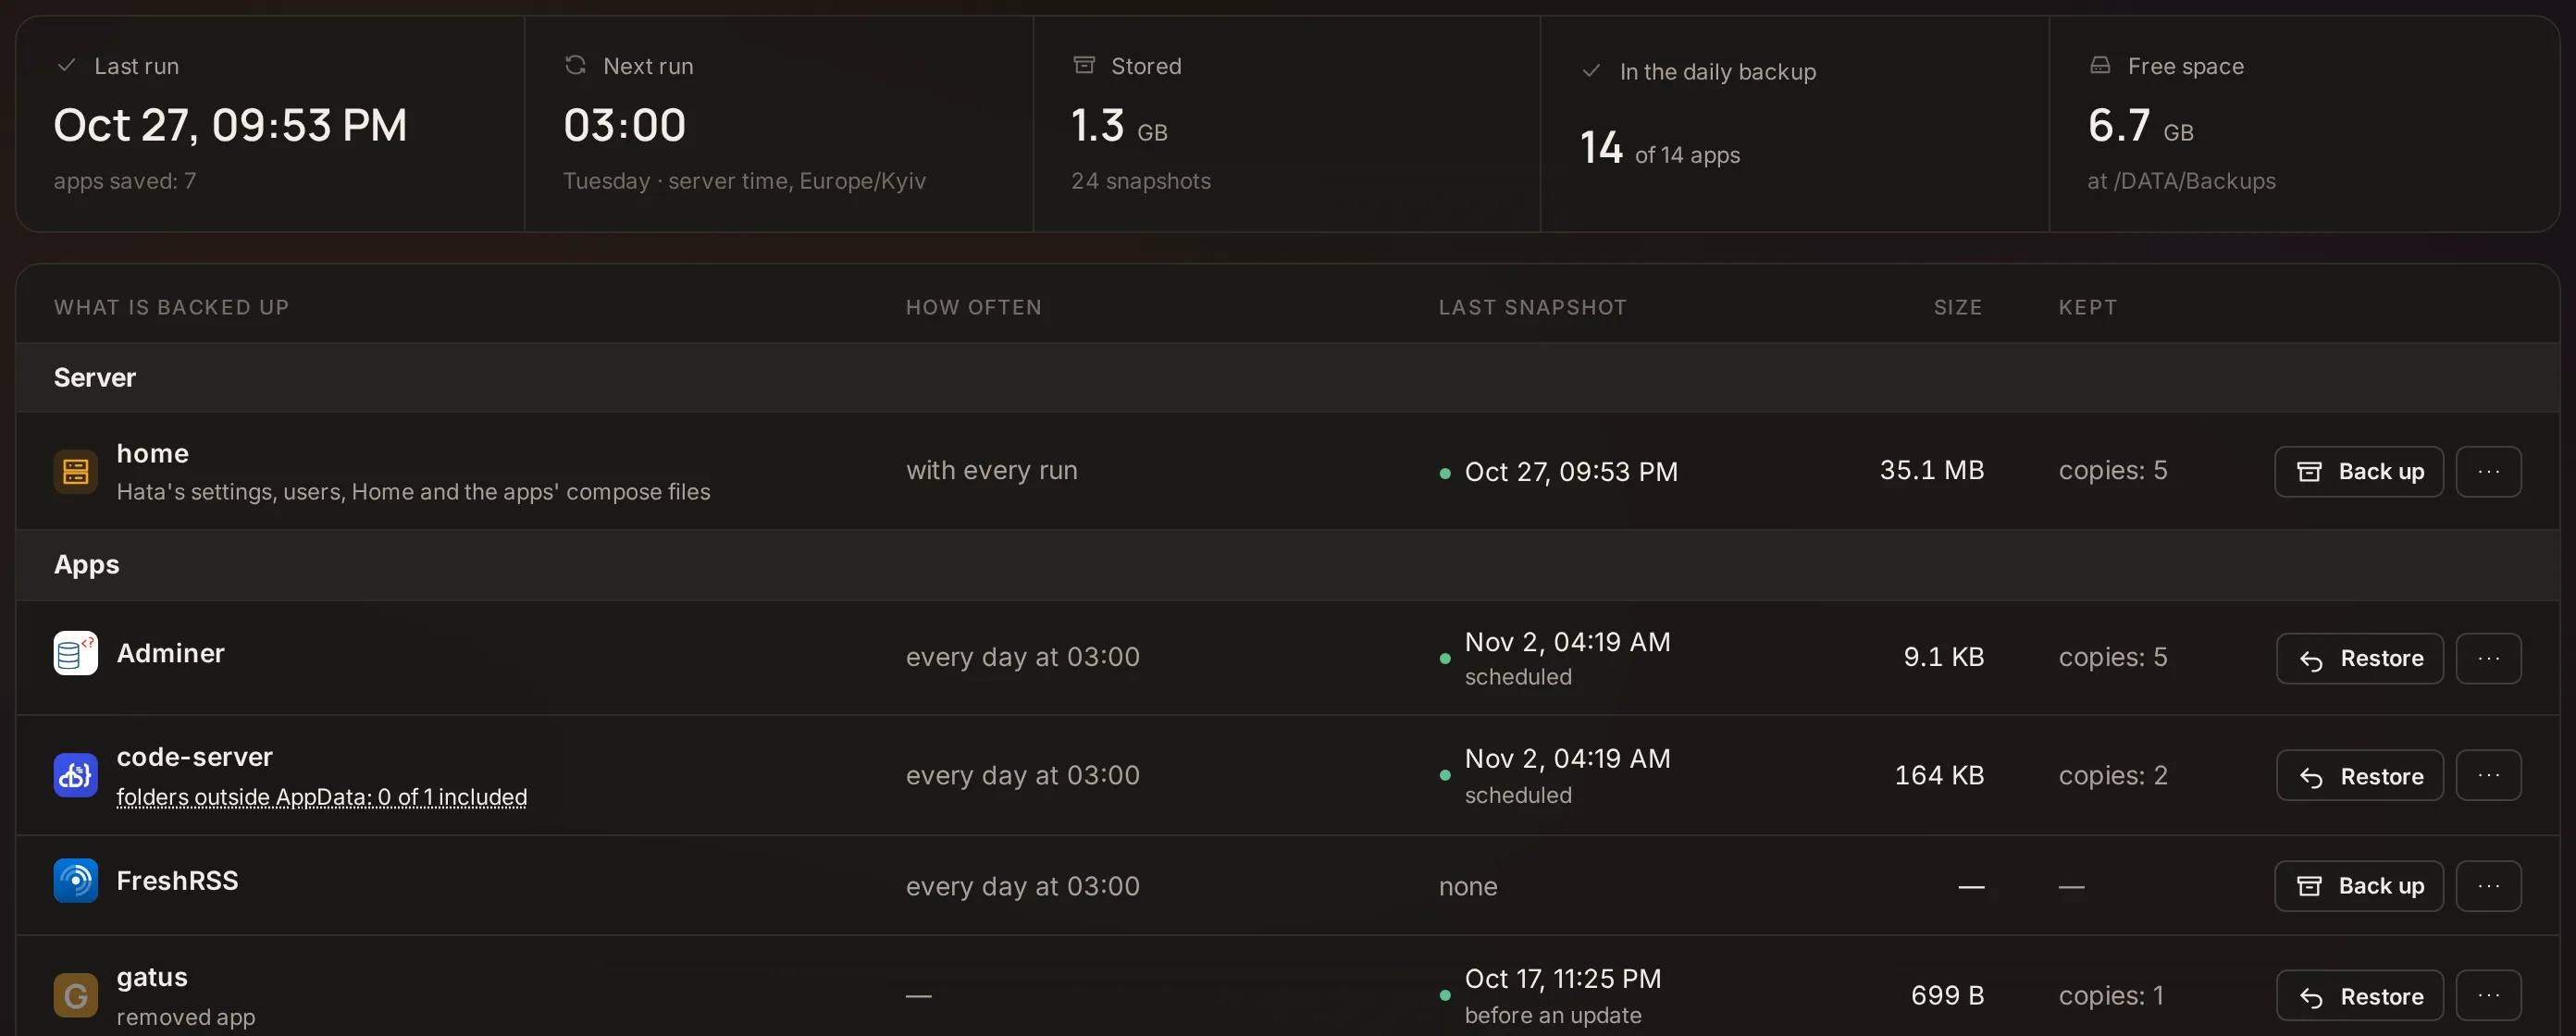 Last run
Oct 27, 09:53 PM
apps saved: 7
Next run
03:00
Tuesday · server time, Europe/Kyiv
Stored
1.3 GB
24 snapshots
In the daily backup
14 of 14 apps
Free space
6.7 GB
at /DATA/Backups
WHAT IS BACKED UP HOW OFTEN LAST SNAPSHOT SIZE KEPT
Server
home
Hata's settings, users, Home and the apps' compose files
with every run
Oct 27, 09:53 PM
35.1 MB
copies: 5
Back up
Apps
Adminer
every day at 03:00
Nov 2, 04:19 AM
scheduled
9.1 KB
copies: 5
Restore
code-server
folders outside AppData: 0 of 1 included
every day at 03:00
Nov 2, 04:19 AM
scheduled
164 KB
copies: 2
Restore
FreshRSS
every day at 03:00
none
—
—
Back up
G
gatus
removed app
—
Oct 17, 11:25 PM
before an update
699 B
copies: 1
Restore